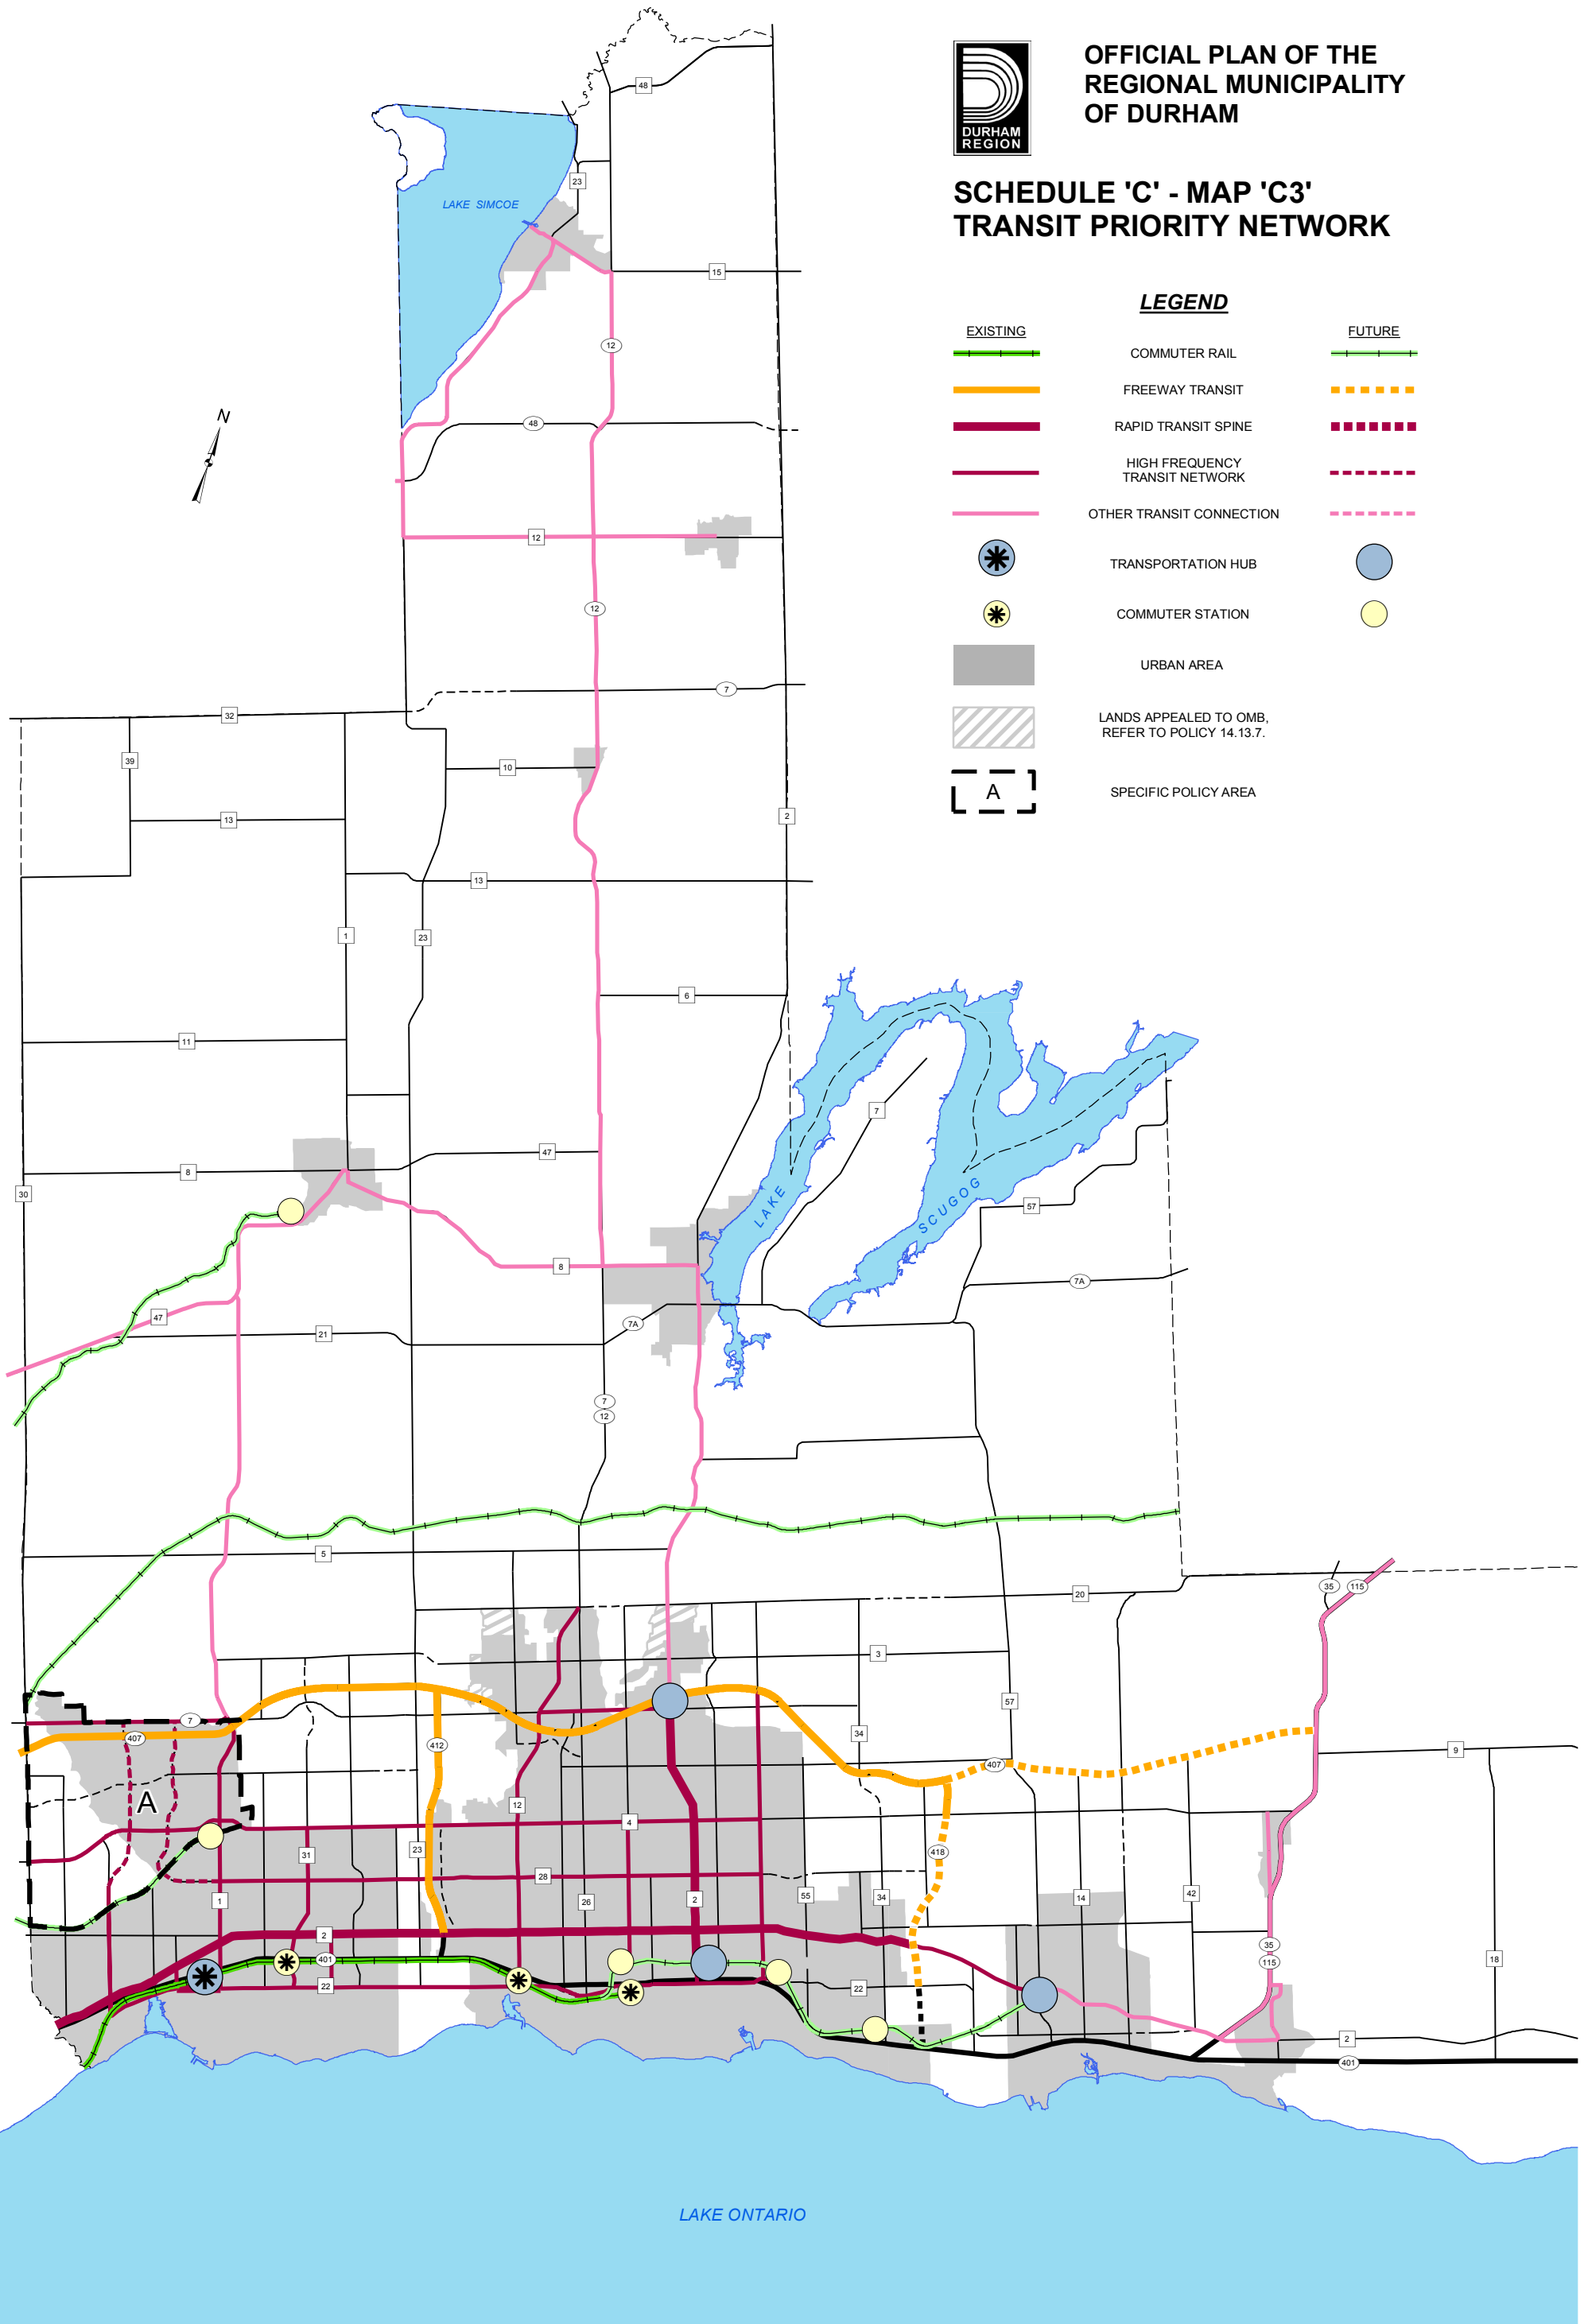 OFFICIAL PLAN OF THE
REGIONAL MUNICIPALITY
OF DURHAM
DURHAM
REGION
SCHEDULE 'C' - MAP 'C3'
TRANSIT PRIORITY NETWORK
LEGEND
EXISTING
FUTURE
COMMUTER RAIL
FREEWAY TRANSIT
RAPID TRANSIT SPINE
HIGH FREQUENCY
TRANSIT NETWORK
OTHER TRANSIT CONNECTION
TRANSPORTATION HUB
COMMUTER STATION
URBAN AREA
LANDS APPEALED TO OMB,
REFER TO POLICY 14.13.7.
A
SPECIFIC POLICY AREA
N
48
23
LAKE SIMCOE
15
12
48
12
12
7
32
39
10
2
13
13
1
23
6
11
7
47
8
30
57
LAKE
SCUGOG
8
7A
47
21
7A
7
12
5
35
115
20
3
57
7
407
34
412
9
407
A
12
4
31
23
418
28
1
26
2
55
34
14
42
2
35
401
115
18
22
22
2
401
LAKE ONTARIO